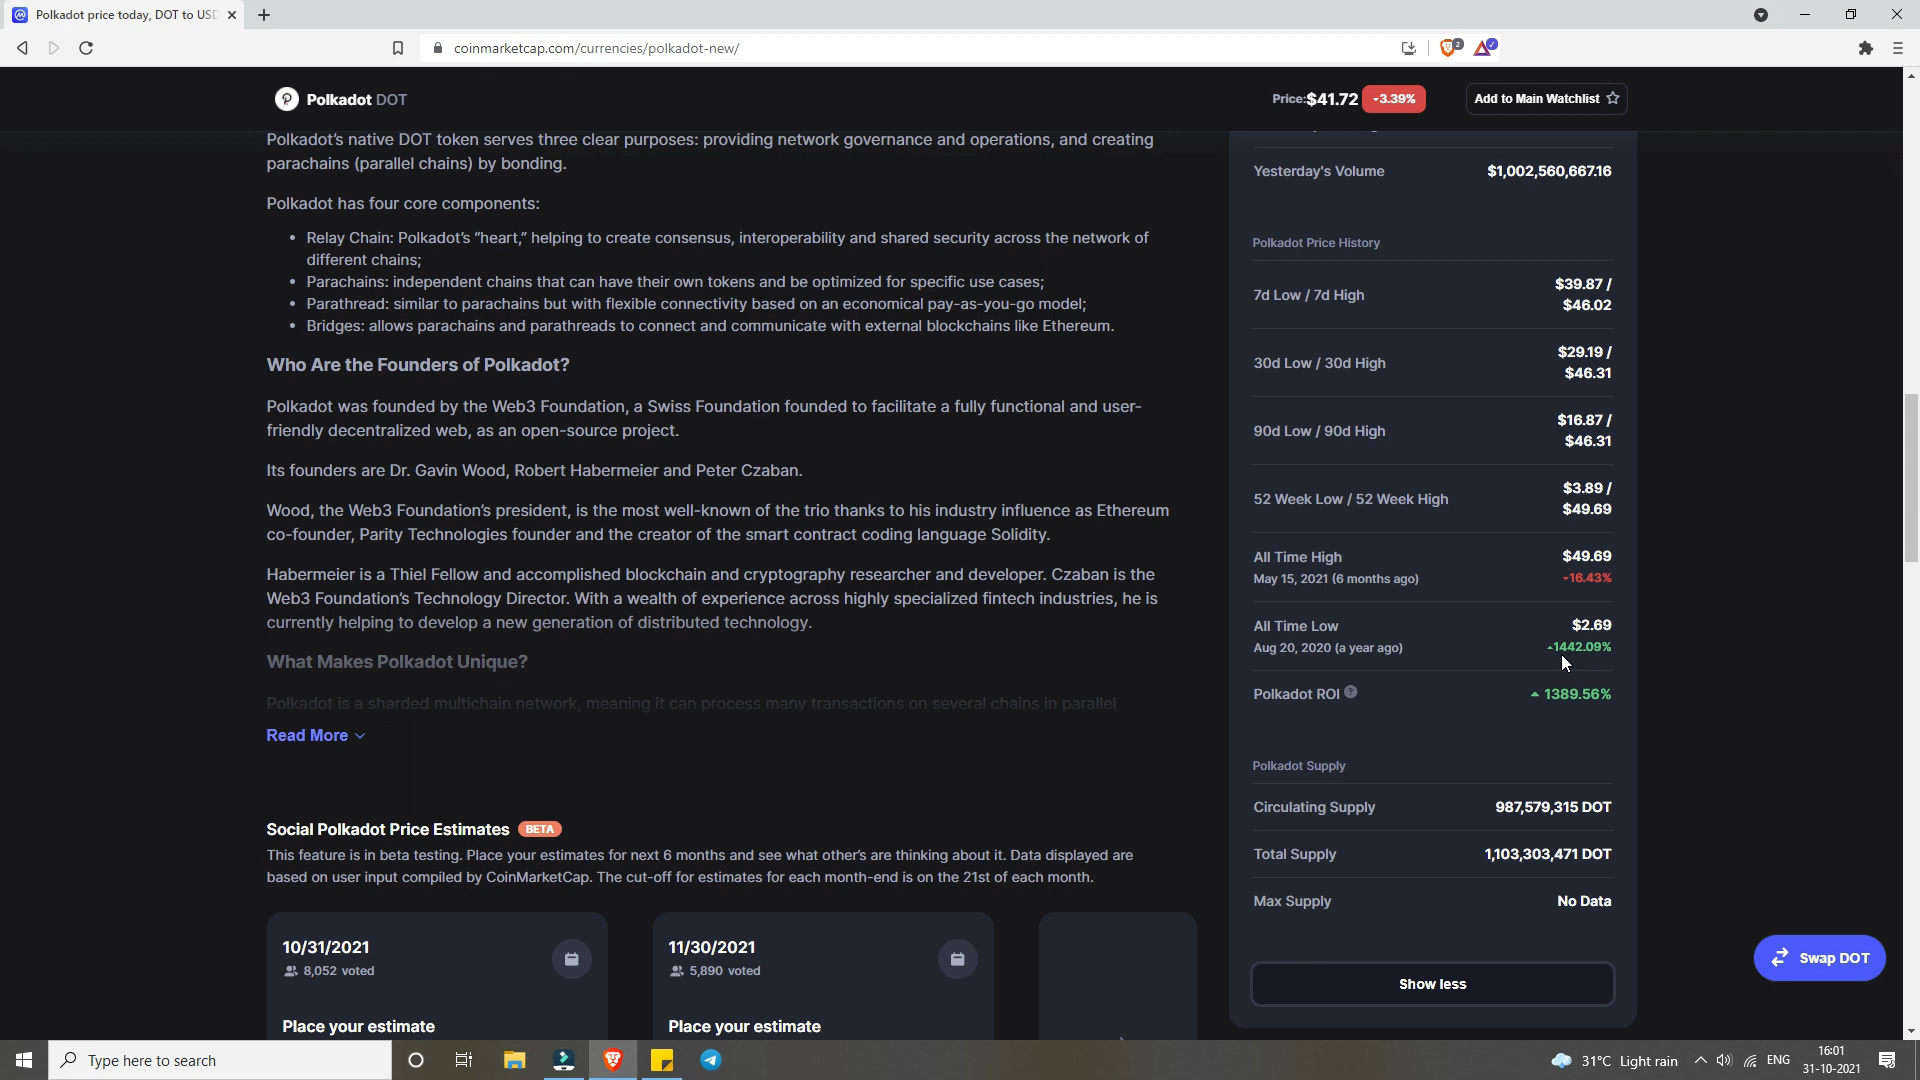 Polkadot price today, DOT to USD
coinmarketcap.com/currencies/polkadot-new/
2
Polkadot DOT
Price:$41.72 -3.39%
Add to Main Watchlist
Polkadot's native DOT token serves three clear purposes: providing network governance and operations, and creating
parachains (parallel chains) by bonding.
Polkadot has four core components:
• Relay Chain: Polkadot's “heart,” helping to create consensus, interoperability and shared security across the network of
different chains;
• Parachains: independent chains that can have their own tokens and be optimized for specific use cases;
• Parathread: similar to parachains but with flexible connectivity based on an economical pay-as-you-go model;
• Bridges: allows parachains and parathreads to connect and communicate with external blockchains like Ethereum.
Who Are the Founders of Polkadot?
Polkadot was founded by the Web3 Foundation, a Swiss Foundation founded to facilitate a fully functional and user-
friendly decentralized web, as an open-source project.
Its founders are Dr. Gavin Wood, Robert Habermeier and Peter Czaban.
Wood, the Web3 Foundation's president, is the most well-known of the trio thanks to his industry influence as Ethereum
co-founder, Parity Technologies founder and the creator of the smart contract coding language Solidity.
Habermeier is a Thiel Fellow and accomplished blockchain and cryptography researcher and developer. Czaban is the
Web3 Foundation's Technology Director. With a wealth of experience across highly specialized fintech industries, he is
currently helping to develop a new generation of distributed technology.
What Makes Polkadot Unique?
Polkadot is a sharded multichain network, meaning it can process many transactions on several chains in parallel
Read More
Social Polkadot Price Estimates BETA
This feature is in beta testing. Place your estimates for next 6 months and see what other's are thinking about it. Data displayed are
based on user input compiled by CoinMarketCap. The cut-off for estimates for each month-end is on the 21st of each month.
10/31/2021
8,052 voted
Place your estimate
11/30/2021
5,890 voted
Place your estimate
Yesterday's Volume $1,002,560,667.16
Polkadot Price History
7d Low / 7d High $39.87 /
$46.02
30d Low / 30d High $29.19 /
$46.31
90d Low / 90d High $16.87 /
$46.31
52 Week Low / 52 Week High $3.89 /
$49.69
All Time High $49.69
May 15, 2021 (6 months ago) -16.43%
All Time Low $2.69
Aug 20, 2020 (a year ago) 1442.09%
Polkadot ROI 1389.56%
Polkadot Supply
Circulating Supply 987,579,315 DOT
Total Supply 1,103,303,471 DOT
Max Supply No Data
Show less
Swap DOT
Type here to search
31°C Light rain
ENG
16:01
31-10-2021